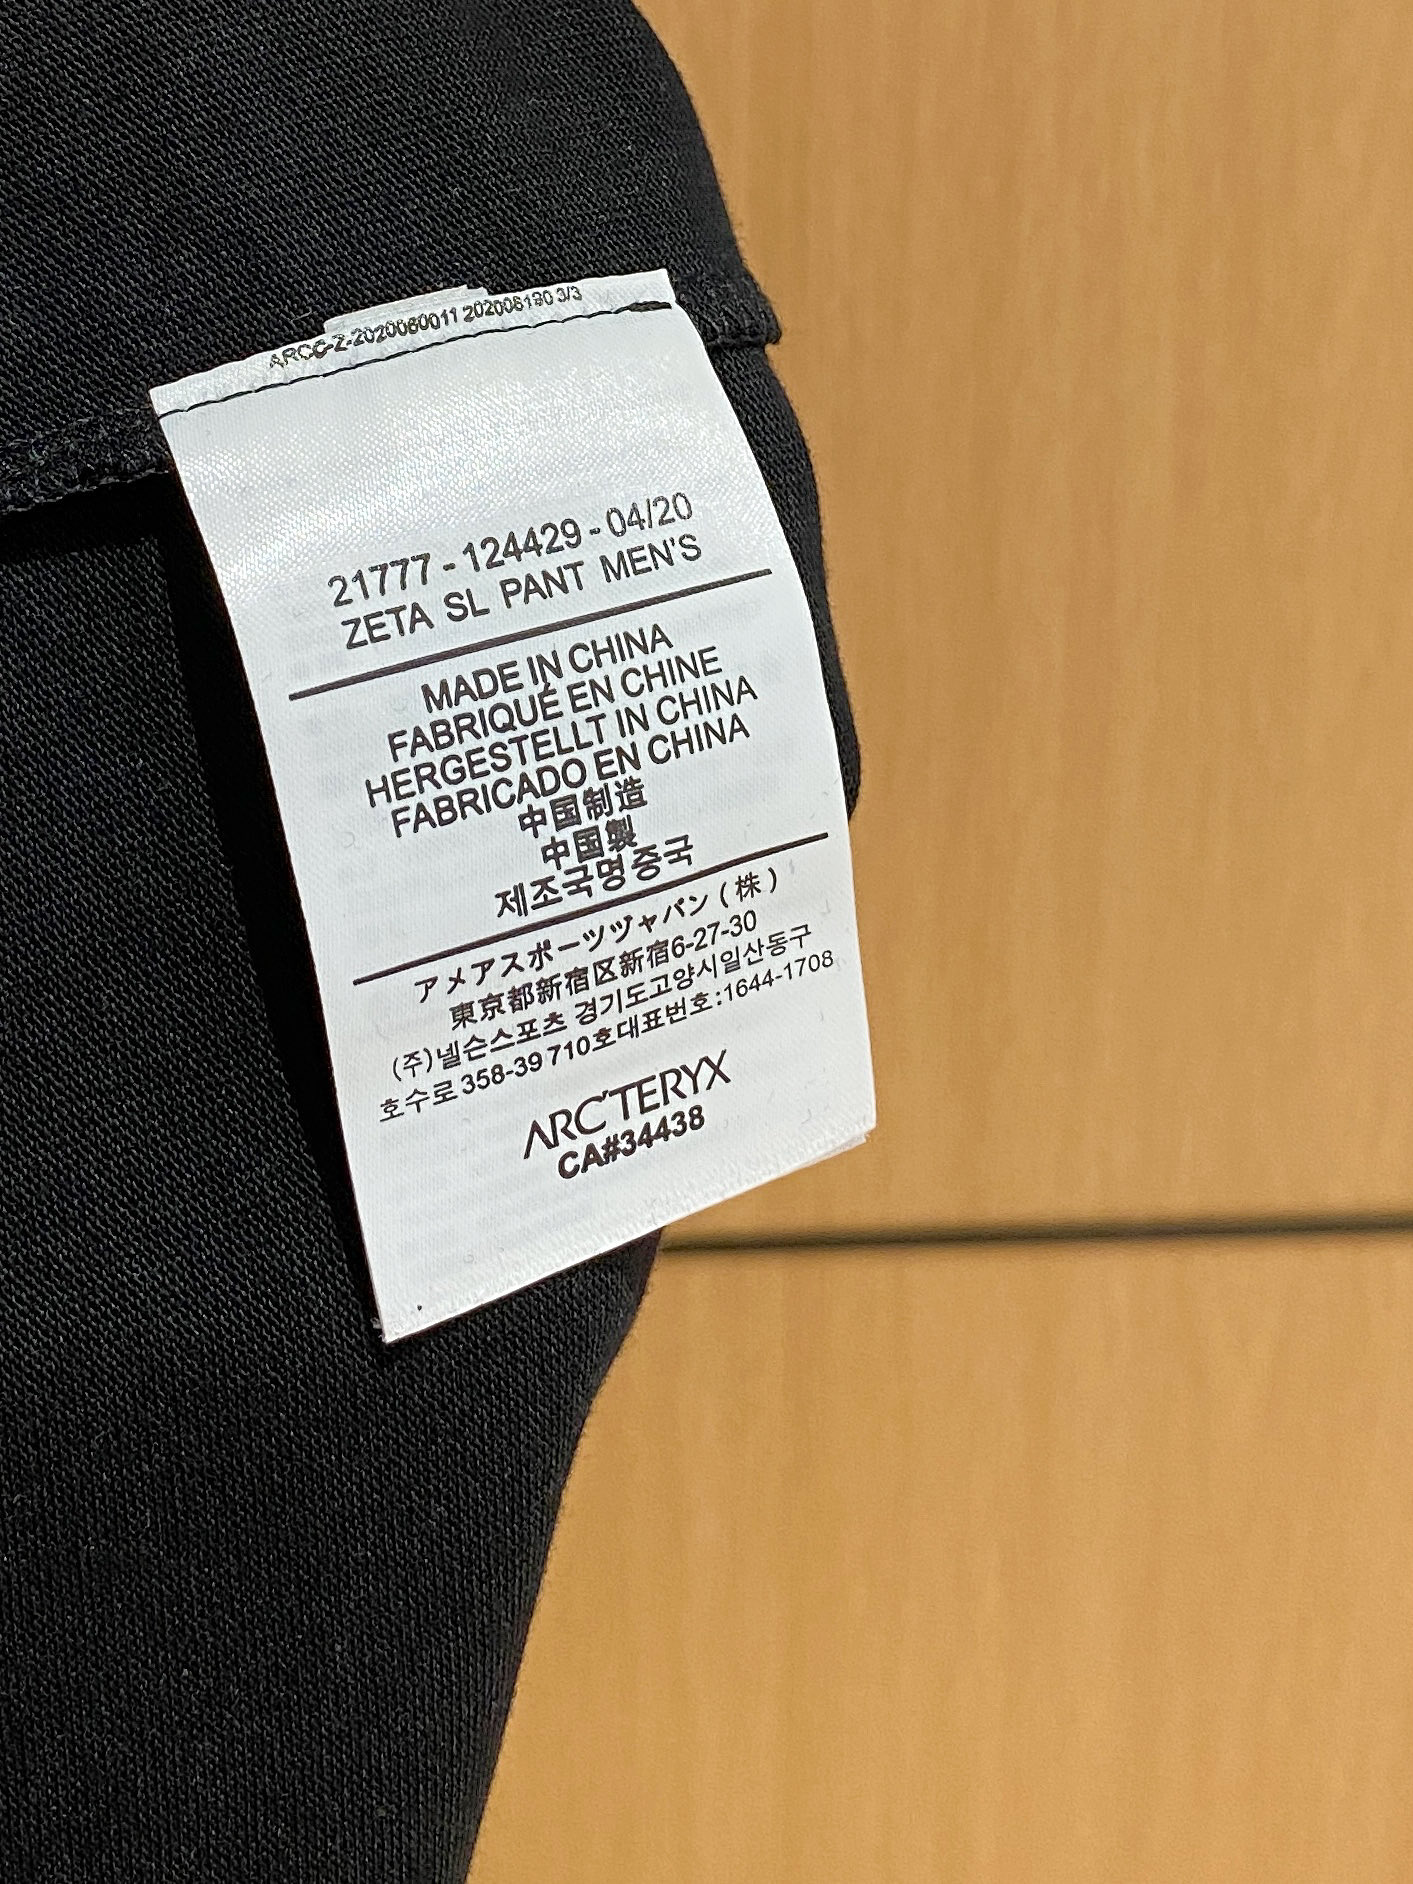 ARCC-Z-2020060011 202006190 3/3
21777 - 124429 - 04/20
ZETA SL PANT MEN'S
MADE IN CHINA
FABRIQUÉ EN CHINE
HERGESTELLT IN CHINA
FABRICADO EN CHINA
中国制造
中国製
제조국명 중국
アメアスポーツヅャパン(株)
東京都新宿区新宿6-27-30
(주)넬슨스포츠 경기도고양시일산동구
호수로 358-39 710호대표번호:1644-1708
ARC'TERYX
CA#34438